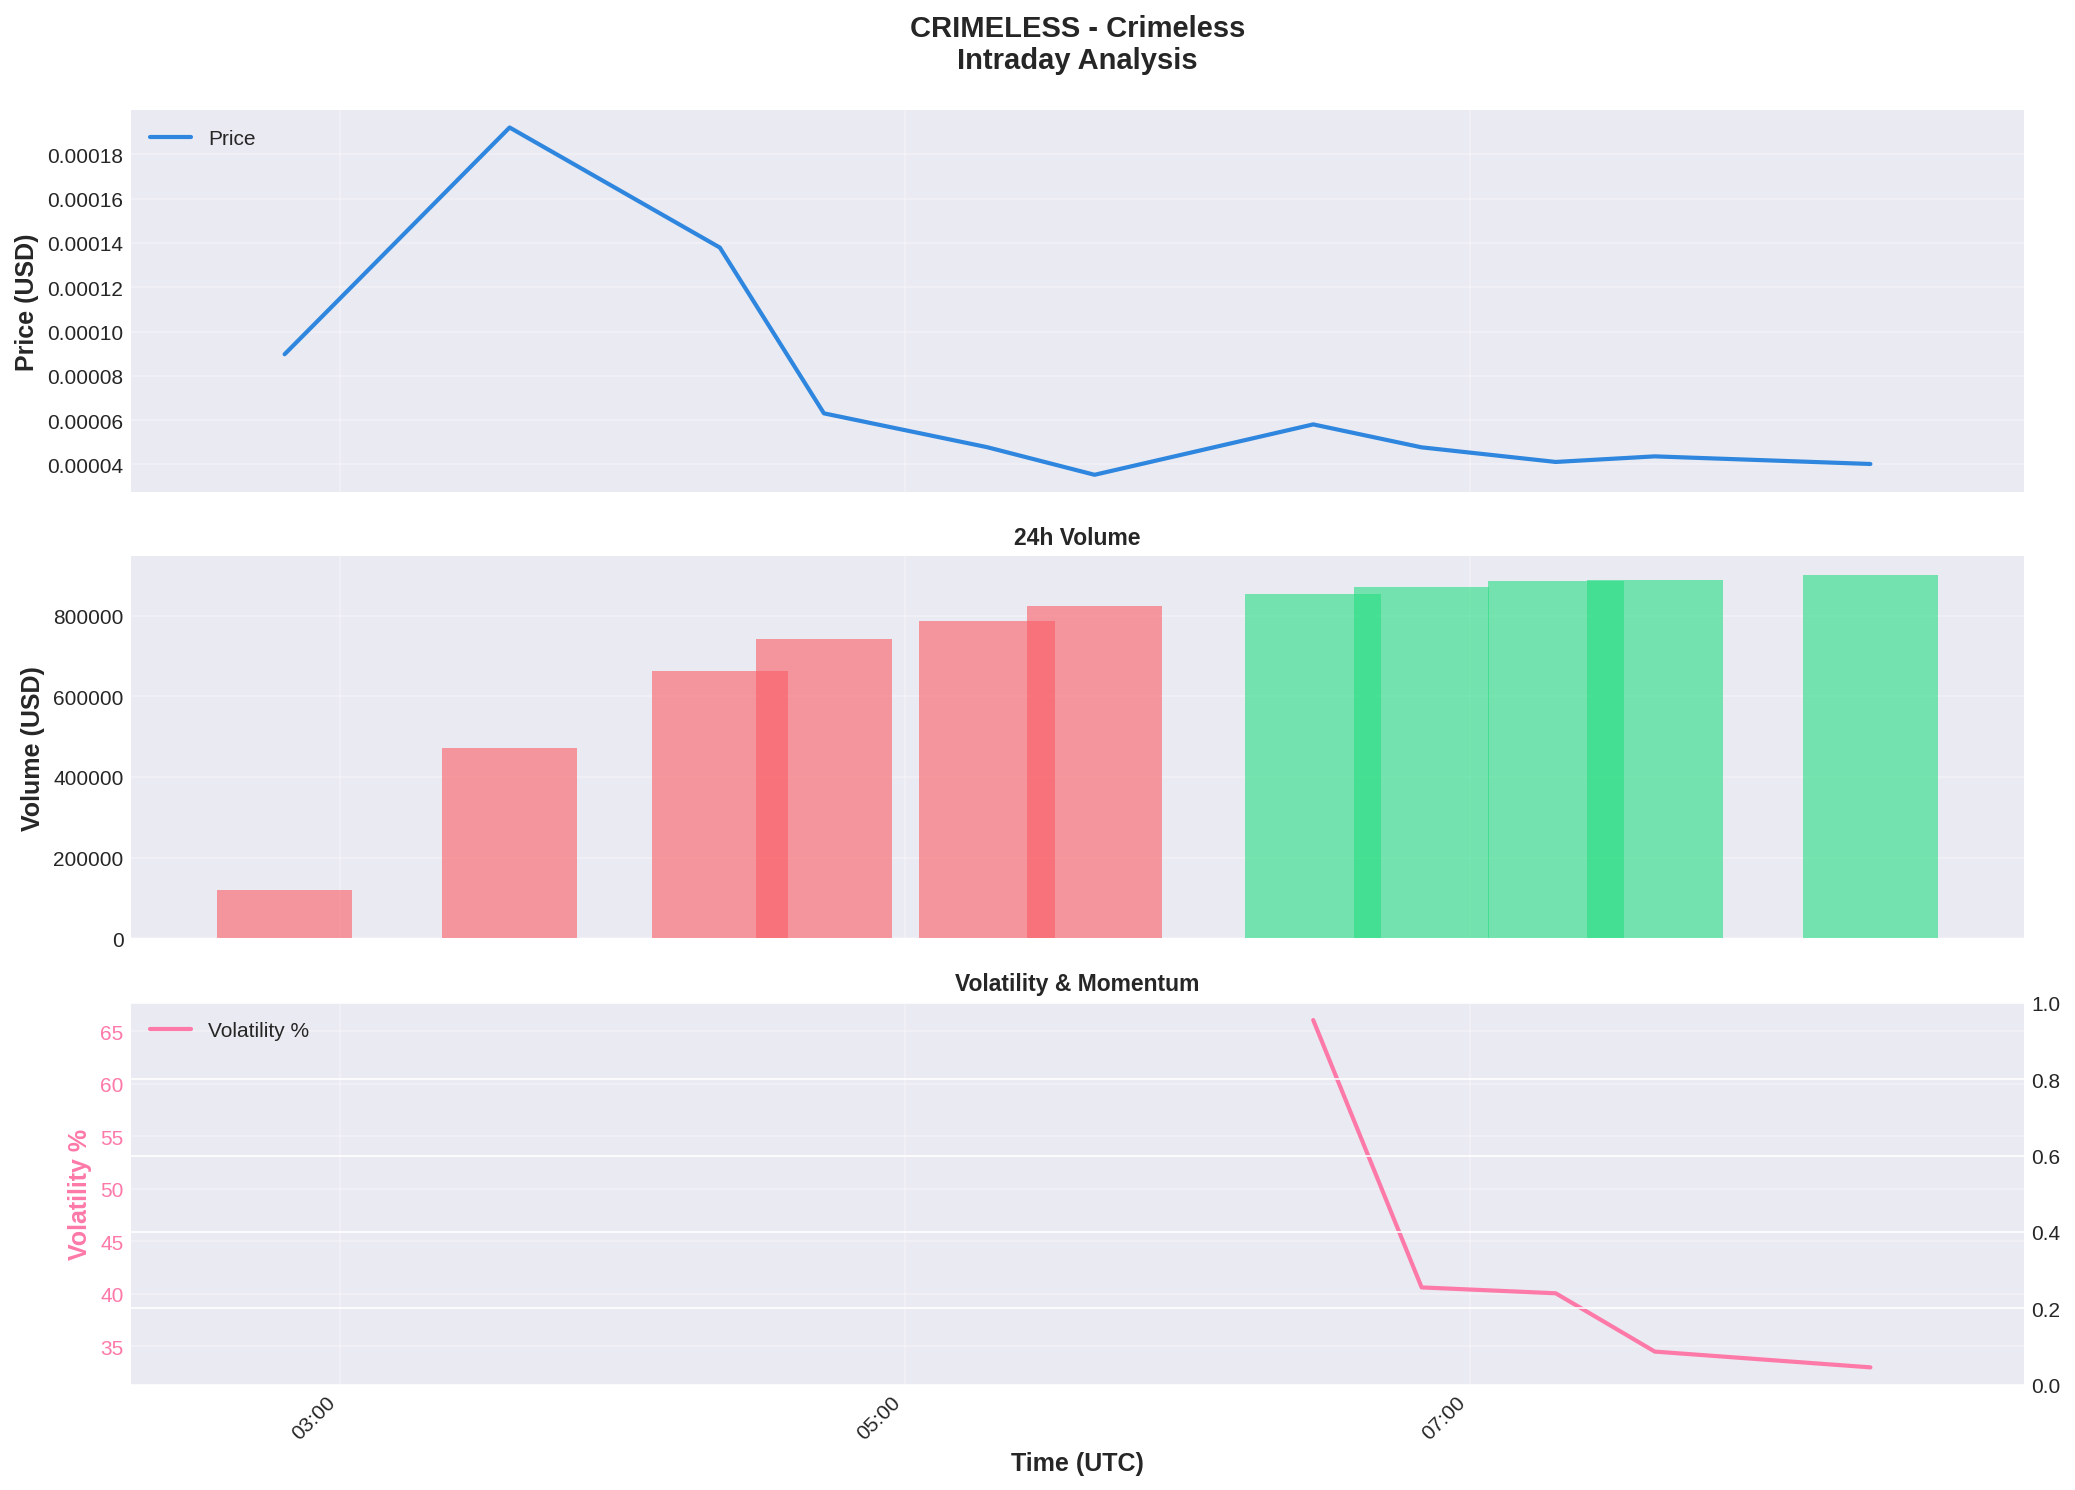 CRIMELESS - Crimeless
Intraday Analysis
Price
Price (USD)
0.00018
0.00016
0.00014
0.00012
0.00010
0.00008
0.00006
0.00004
24h Volume
Volume (USD)
800000
600000
400000
200000
0
Volatility & Momentum
Volatility %
Volatility %
65
60
55
50
45
40
35
1.0
0.8
0.6
0.4
0.2
0.0
03:00
05:00
07:00
Time (UTC)